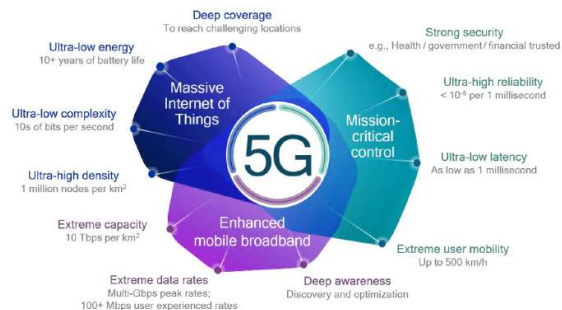 Deep coverage
To reach challenging locations
Strong security
e.g., Health / government / financial trusted
Ultra-low energy
10+ years of battery life
Massive
Internet of
Things
Ultra-high reliability
< 10⁻⁵ per 1 millisecond
Ultra-low complexity
10s of bits per second
5G
Mission-
critical
control
Ultra-low latency
As low as 1 millisecond
Ultra-high density
1 million nodes per km²
Extreme capacity
10 Tbps per km²
Enhanced
mobile broadband
Extreme user mobility
Up to 500 km/h
Extreme data rates
Multi-Gbps peak rates;
100+ Mbps user experienced rates
Deep awareness
Discovery and optimization